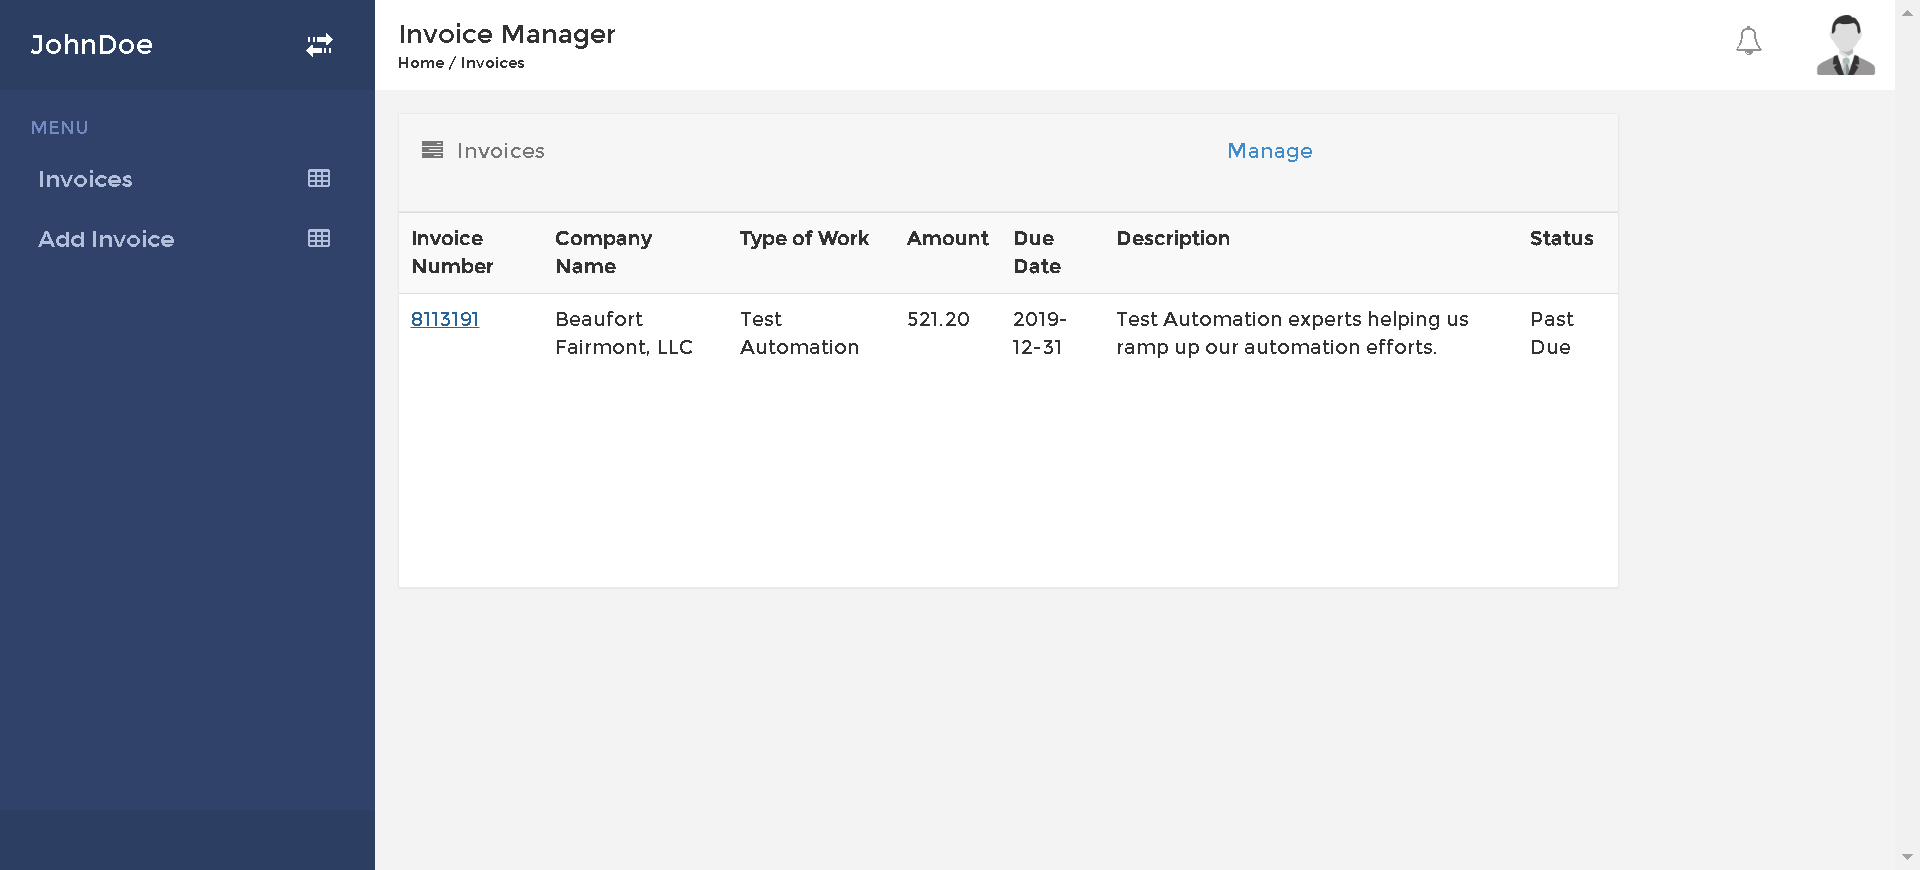 JohnDoe
Invoice Manager
Home / Invoices
MENU
Invoices
Add Invoice
Invoices
Manage
Invoice Number
Company Name
Type of Work
Amount
Due Date
Description
Status
8113191
Beaufort
Fairmont, LLC
Test
Automation
521.20
2019-
12-31
Test Automation experts helping us
ramp up our automation efforts.
Past
Due